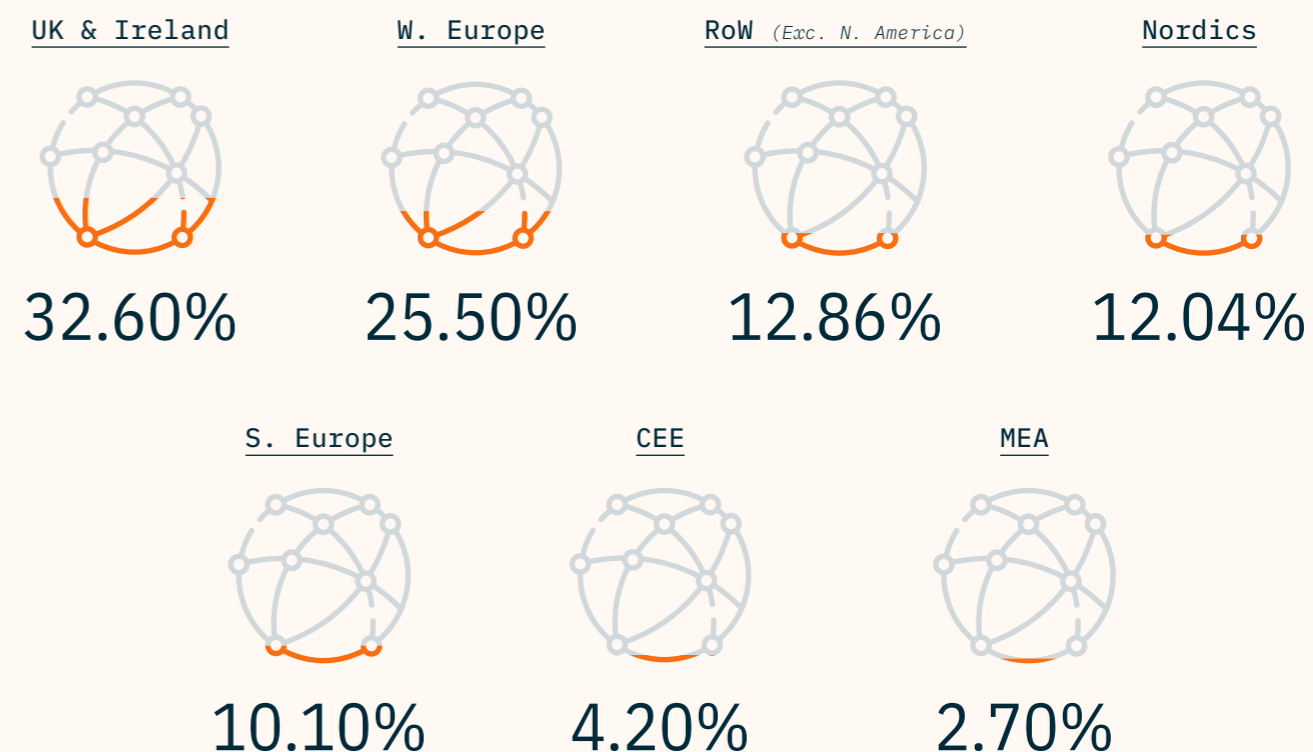 UK & Ireland
W. Europe
RoW (Exc. N. America)
Nordics
32.60%
25.50%
12.86%
12.04%
S. Europe
CEE
MEA
10.10%
4.20%
2.70%